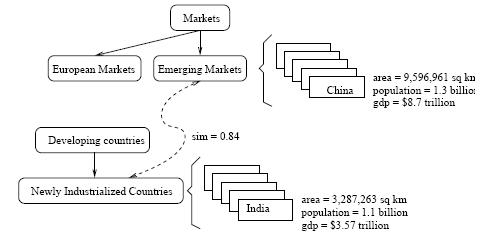 Markets
European Markets
Emerging Markets
China
area = 9,596,961 sq km
population = 1.3 billion
gdp = $8.7 trillion
Developing countries
sim = 0.84
Newly Industrialized Countries
India
area = 3,287,263 sq km
population = 1.1 billion
gdp = $3.57 trillion